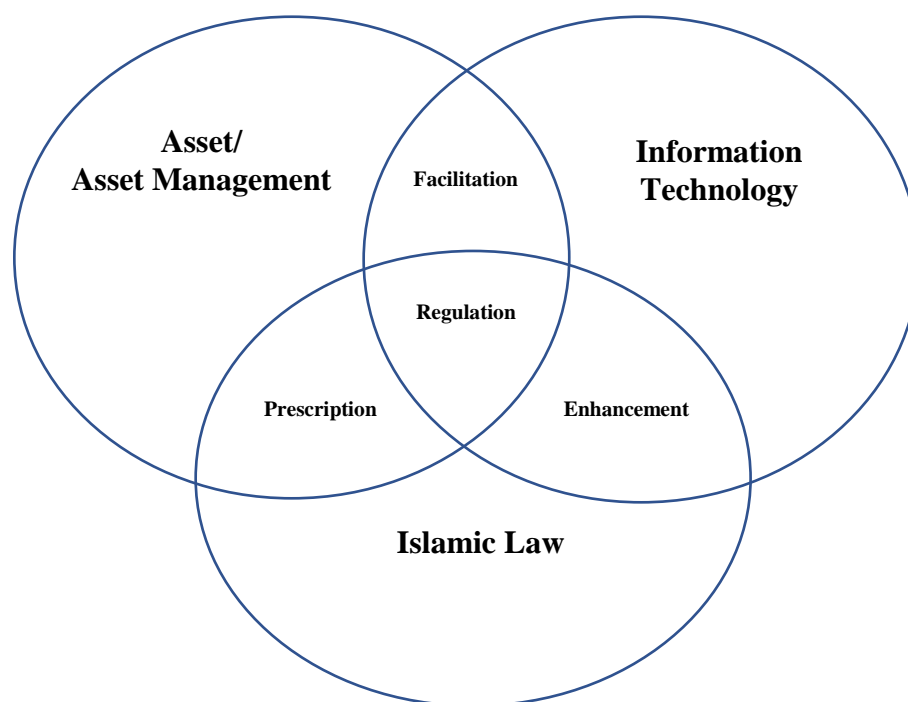 Asset/
Asset Management
Information
Technology
Facilitation
Regulation
Prescription
Enhancement
Islamic Law